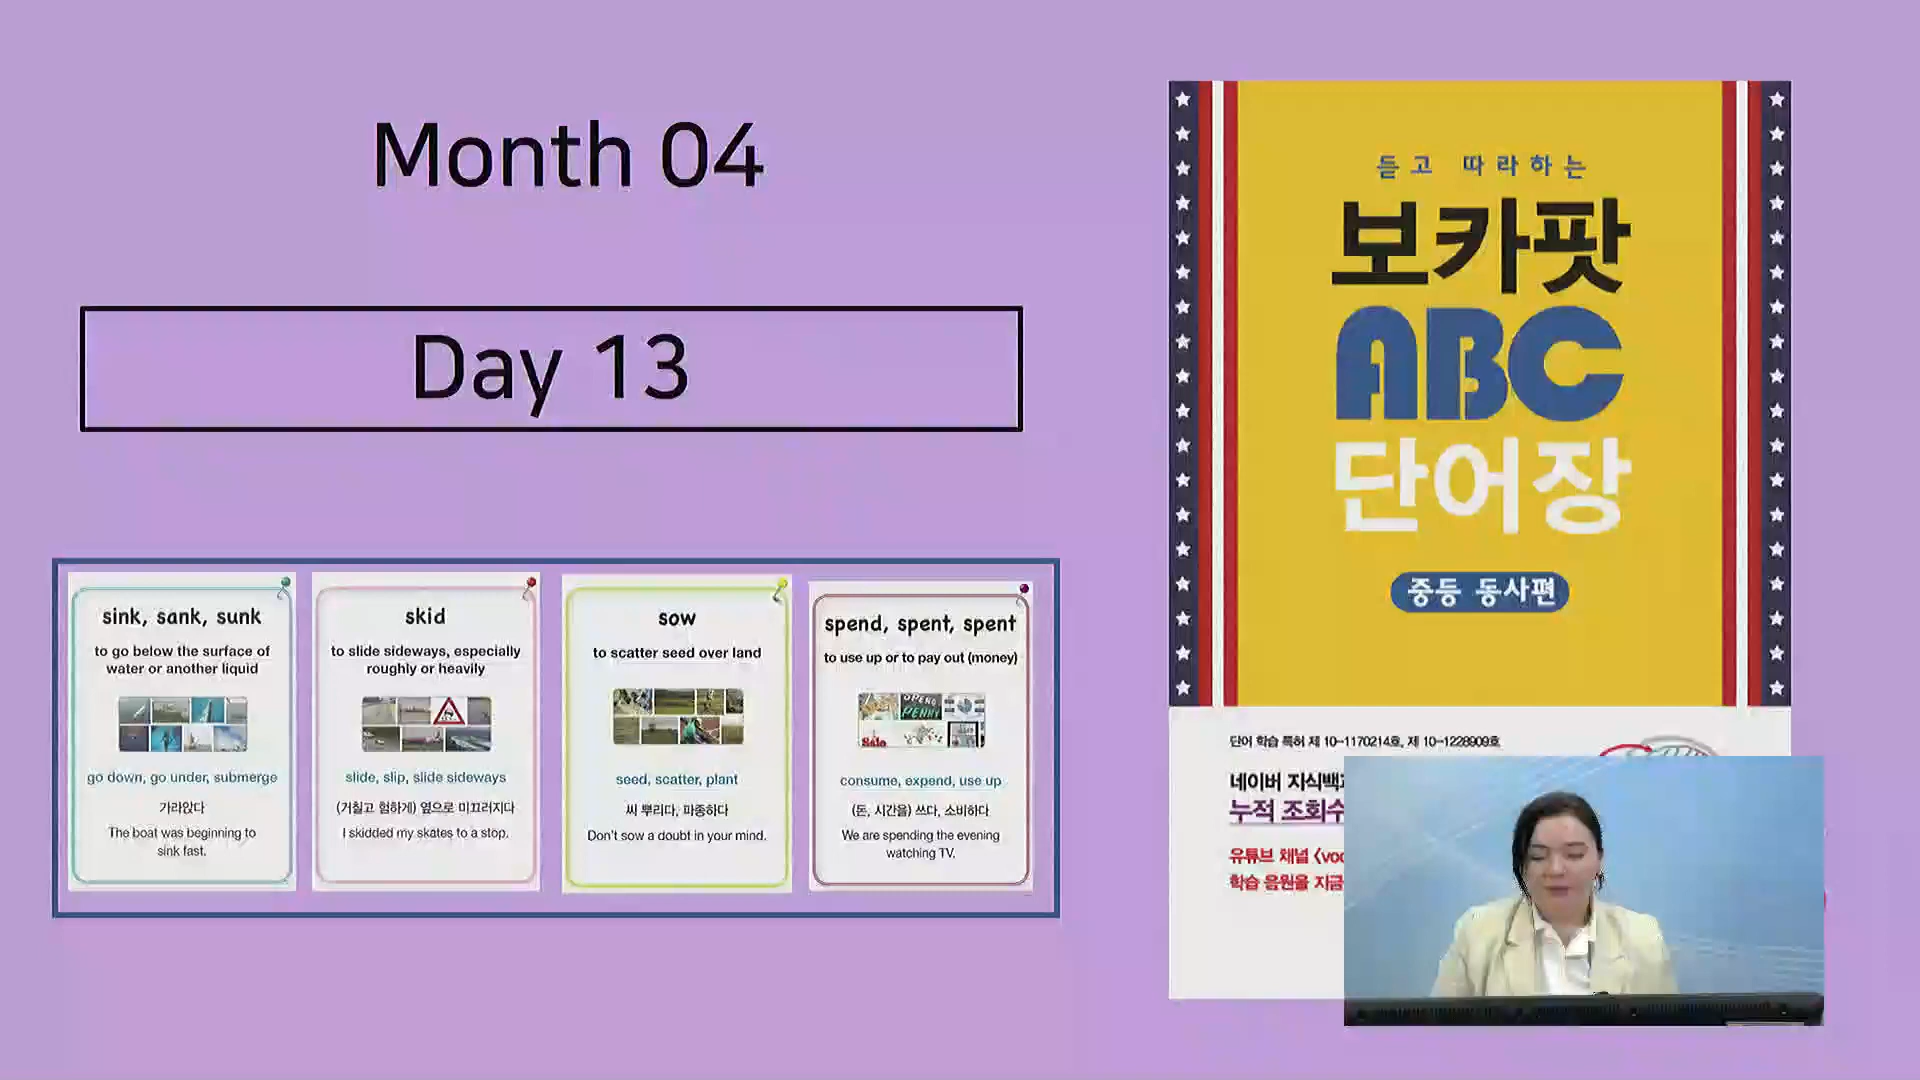 Month 04
Day 13
sink, sank, sunk
to go below the surface of
water or another liquid
go down, go under, submerge
가라앉다
The boat was beginning to
sink fast.
skid
to slide sideways, especially
roughly or heavily
slide, slip, slide sideways
(거칠고 험하게) 옆으로 미끄러지다
I skidded my skates to a stop.
sow
to scatter seed over land
seed, scatter, plant
씨 뿌리다, 파종하다
Don't sow a doubt in your mind.
spend, spent, spent
to use up or to pay out (money)
PENNY
Sale
consume, expend, use up
(돈, 시간을) 쓰다, 소비하다
We are spending the evening
watching TV.
듣고 따라하는
보카팟
ABC
단어장
중등 동사편
단어 학습 특허 제 10-1170214호, 제 10-1228909호
네이버
누적 조회수
유튜브 채널
학습 음원을 지금